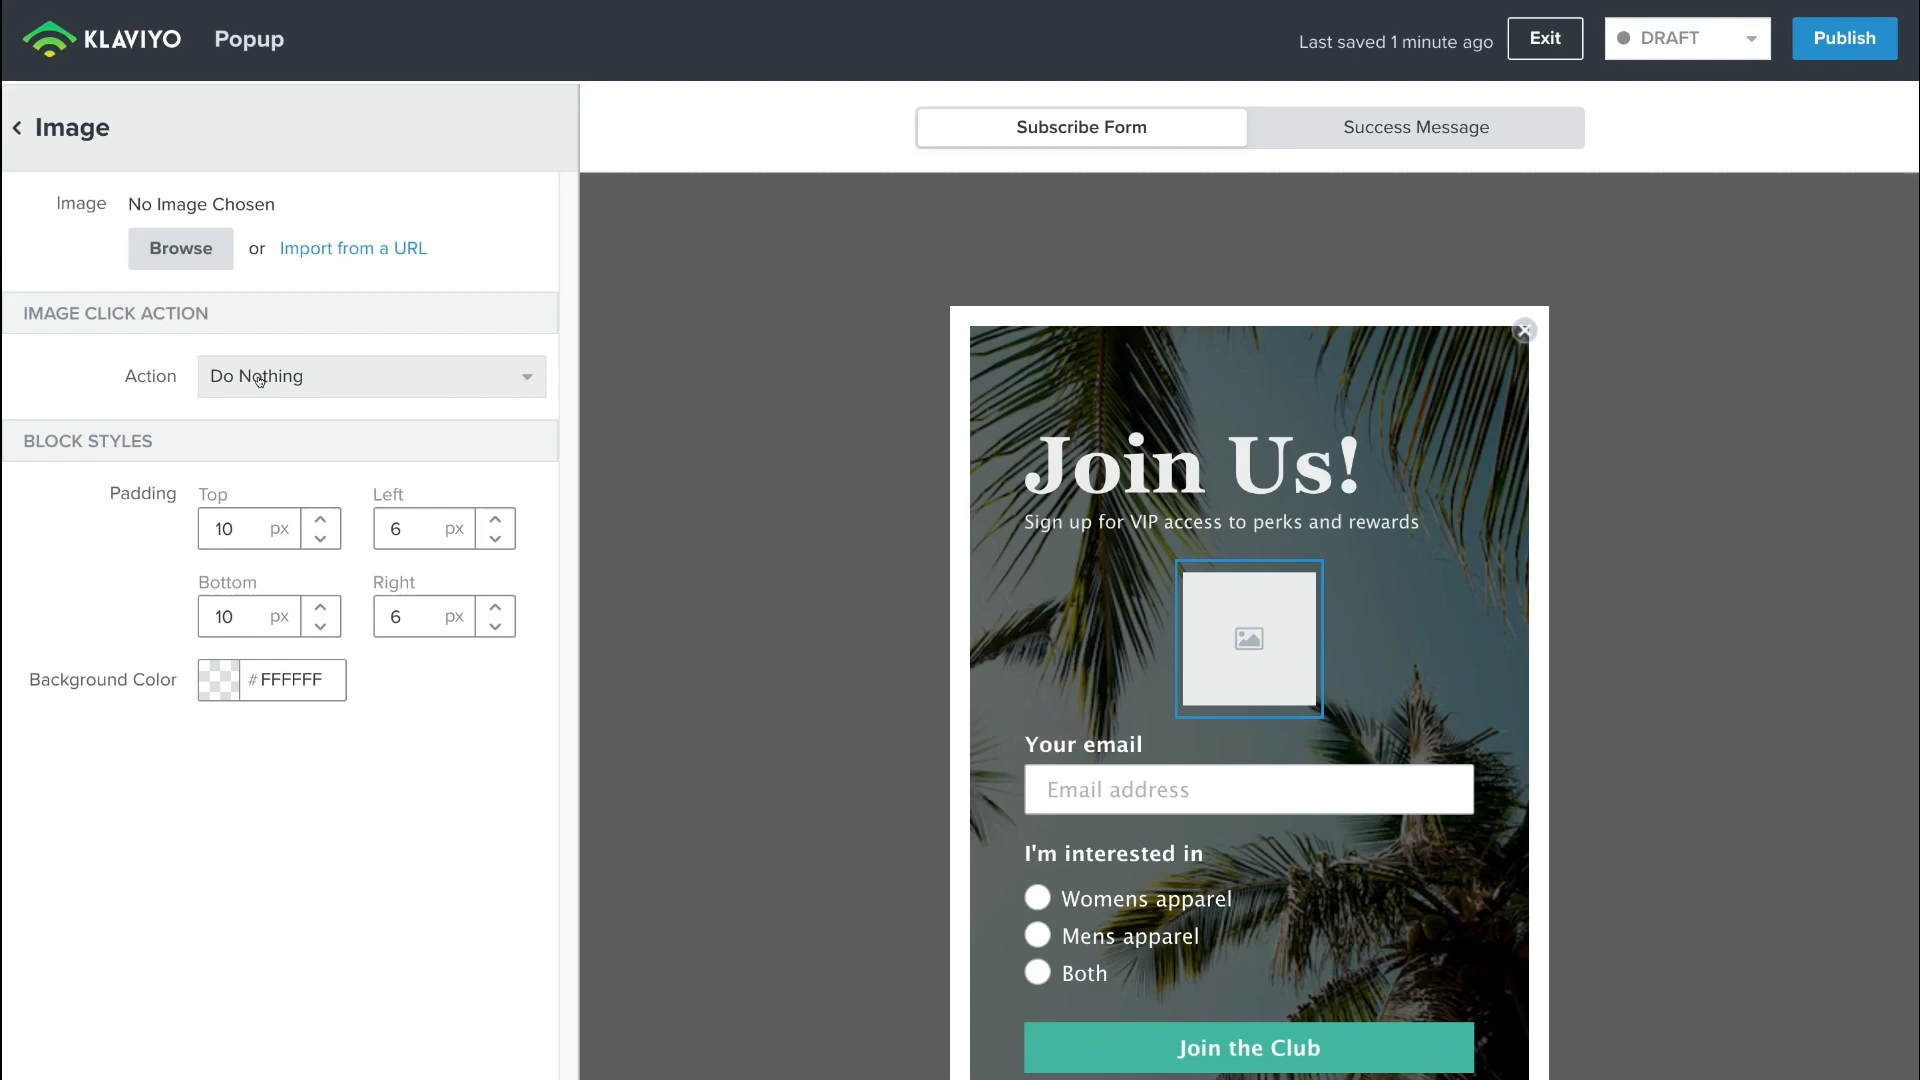 KLAVIYO
Popup
Last saved 1 minute ago
Exit
DRAFT
Publish
Image
Subscribe Form
Success Message
Image
No Image Chosen
Browse
or
Import from a URL
IMAGE CLICK ACTION
Action
Do Nothing
BLOCK STYLES
Padding
Top
Left
10 px
6 px
Bottom
Right
10 px
6 px
Background Color
# FFFFFF
Join Us!
Sign up for VIP access to perks and rewards
Your email
Email address
I'm interested in
Womens apparel
Mens apparel
Both
Join the Club